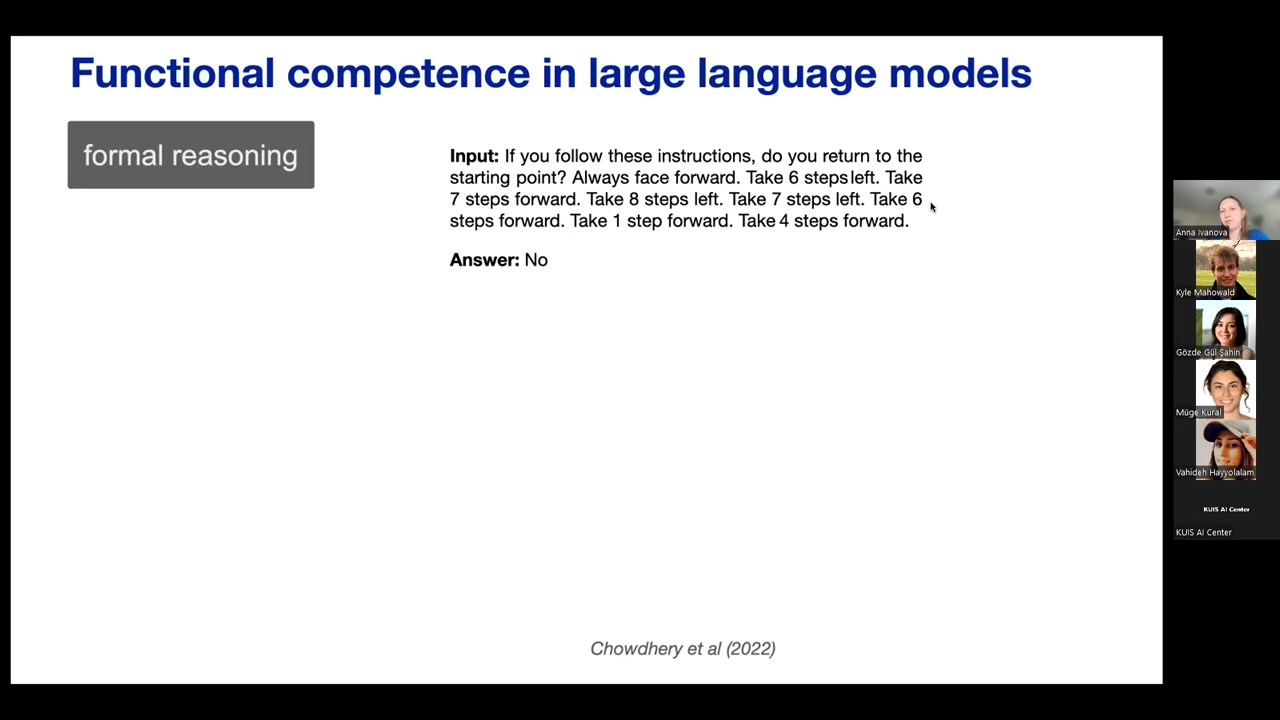 Functional competence in large language models
formal reasoning
Input: If you follow these instructions, do you return to the
starting point? Always face forward. Take 6 steps left. Take
7 steps forward. Take 8 steps left. Take 7 steps left. Take 6
steps forward. Take 1 step forward. Take 4 steps forward.
Answer: No
Chowdhery et al (2022)
Anna Ivanova
Kyle Mahowald
Gözde Gül Şahin
Müge Kural
Vahideh Hayyolalam
KUIS AI Center
KUIS AI Center